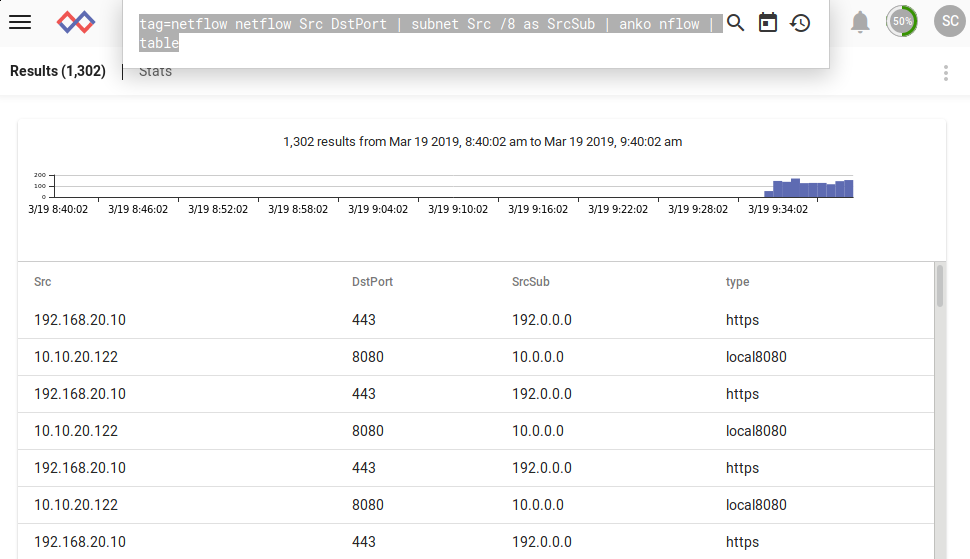 tag=netflow netflow Src DstPort | subnet Src /8 as SrcSub | anko nflow |
table
50%
SC
Results (1,302)
Stats
1,302 results from Mar 19 2019, 8:40:02 am to Mar 19 2019, 9:40:02 am
200
100
0
3/19 8:40:02 3/19 8:46:02 3/19 8:52:02 3/19 8:58:02 3/19 9:04:02 3/19 9:10:02 3/19 9:16:02 3/19 9:22:02 3/19 9:28:02 3/19 9:34:02
Src DstPort SrcSub type
192.168.20.10 443 192.0.0.0 https
10.10.20.122 8080 10.0.0.0 local8080
192.168.20.10 443 192.0.0.0 https
10.10.20.122 8080 10.0.0.0 local8080
192.168.20.10 443 192.0.0.0 https
10.10.20.122 8080 10.0.0.0 local8080
192.168.20.10 443 192.0.0.0 https